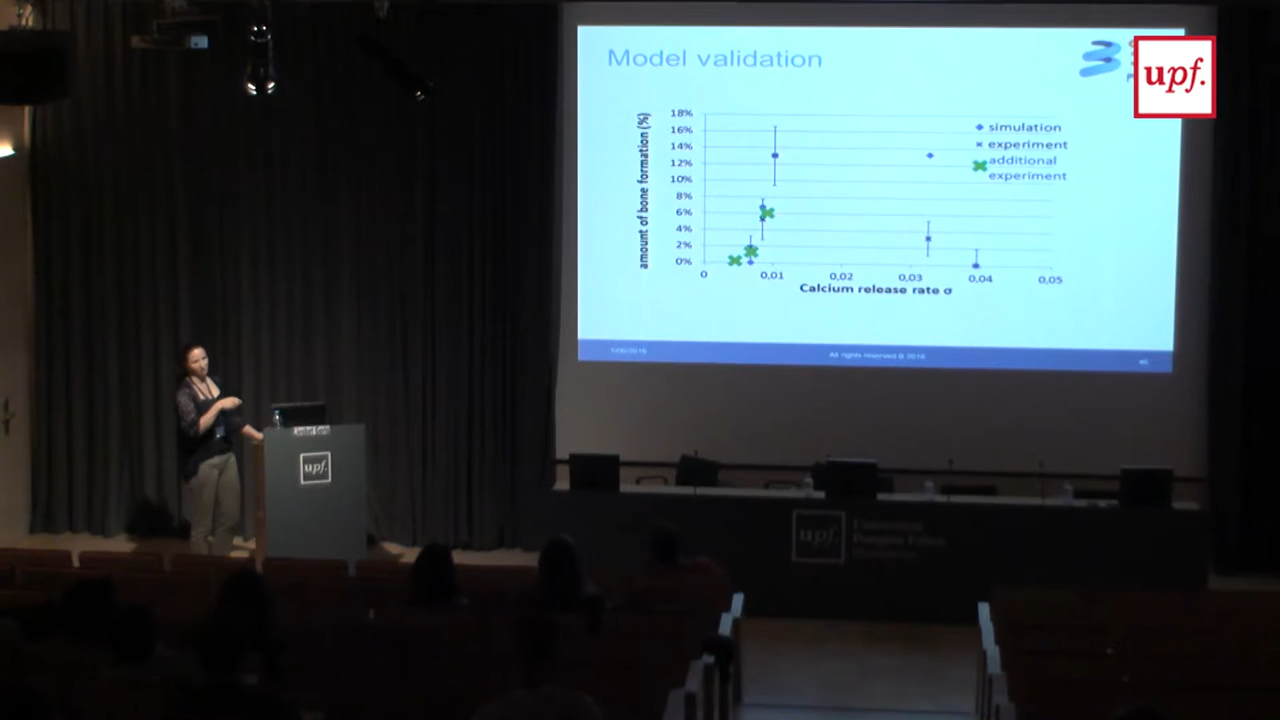 Model validation
upf.
amount of bone formation (%)
18%
16%
14%
12%
10%
8%
6%
4%
2%
0%
simulation
experiment
additional
experiment
0
0,01
0,02
0,03
0,04
0,05
Calcium release rate σ
All rights reserved © 2016
upf.
upf.